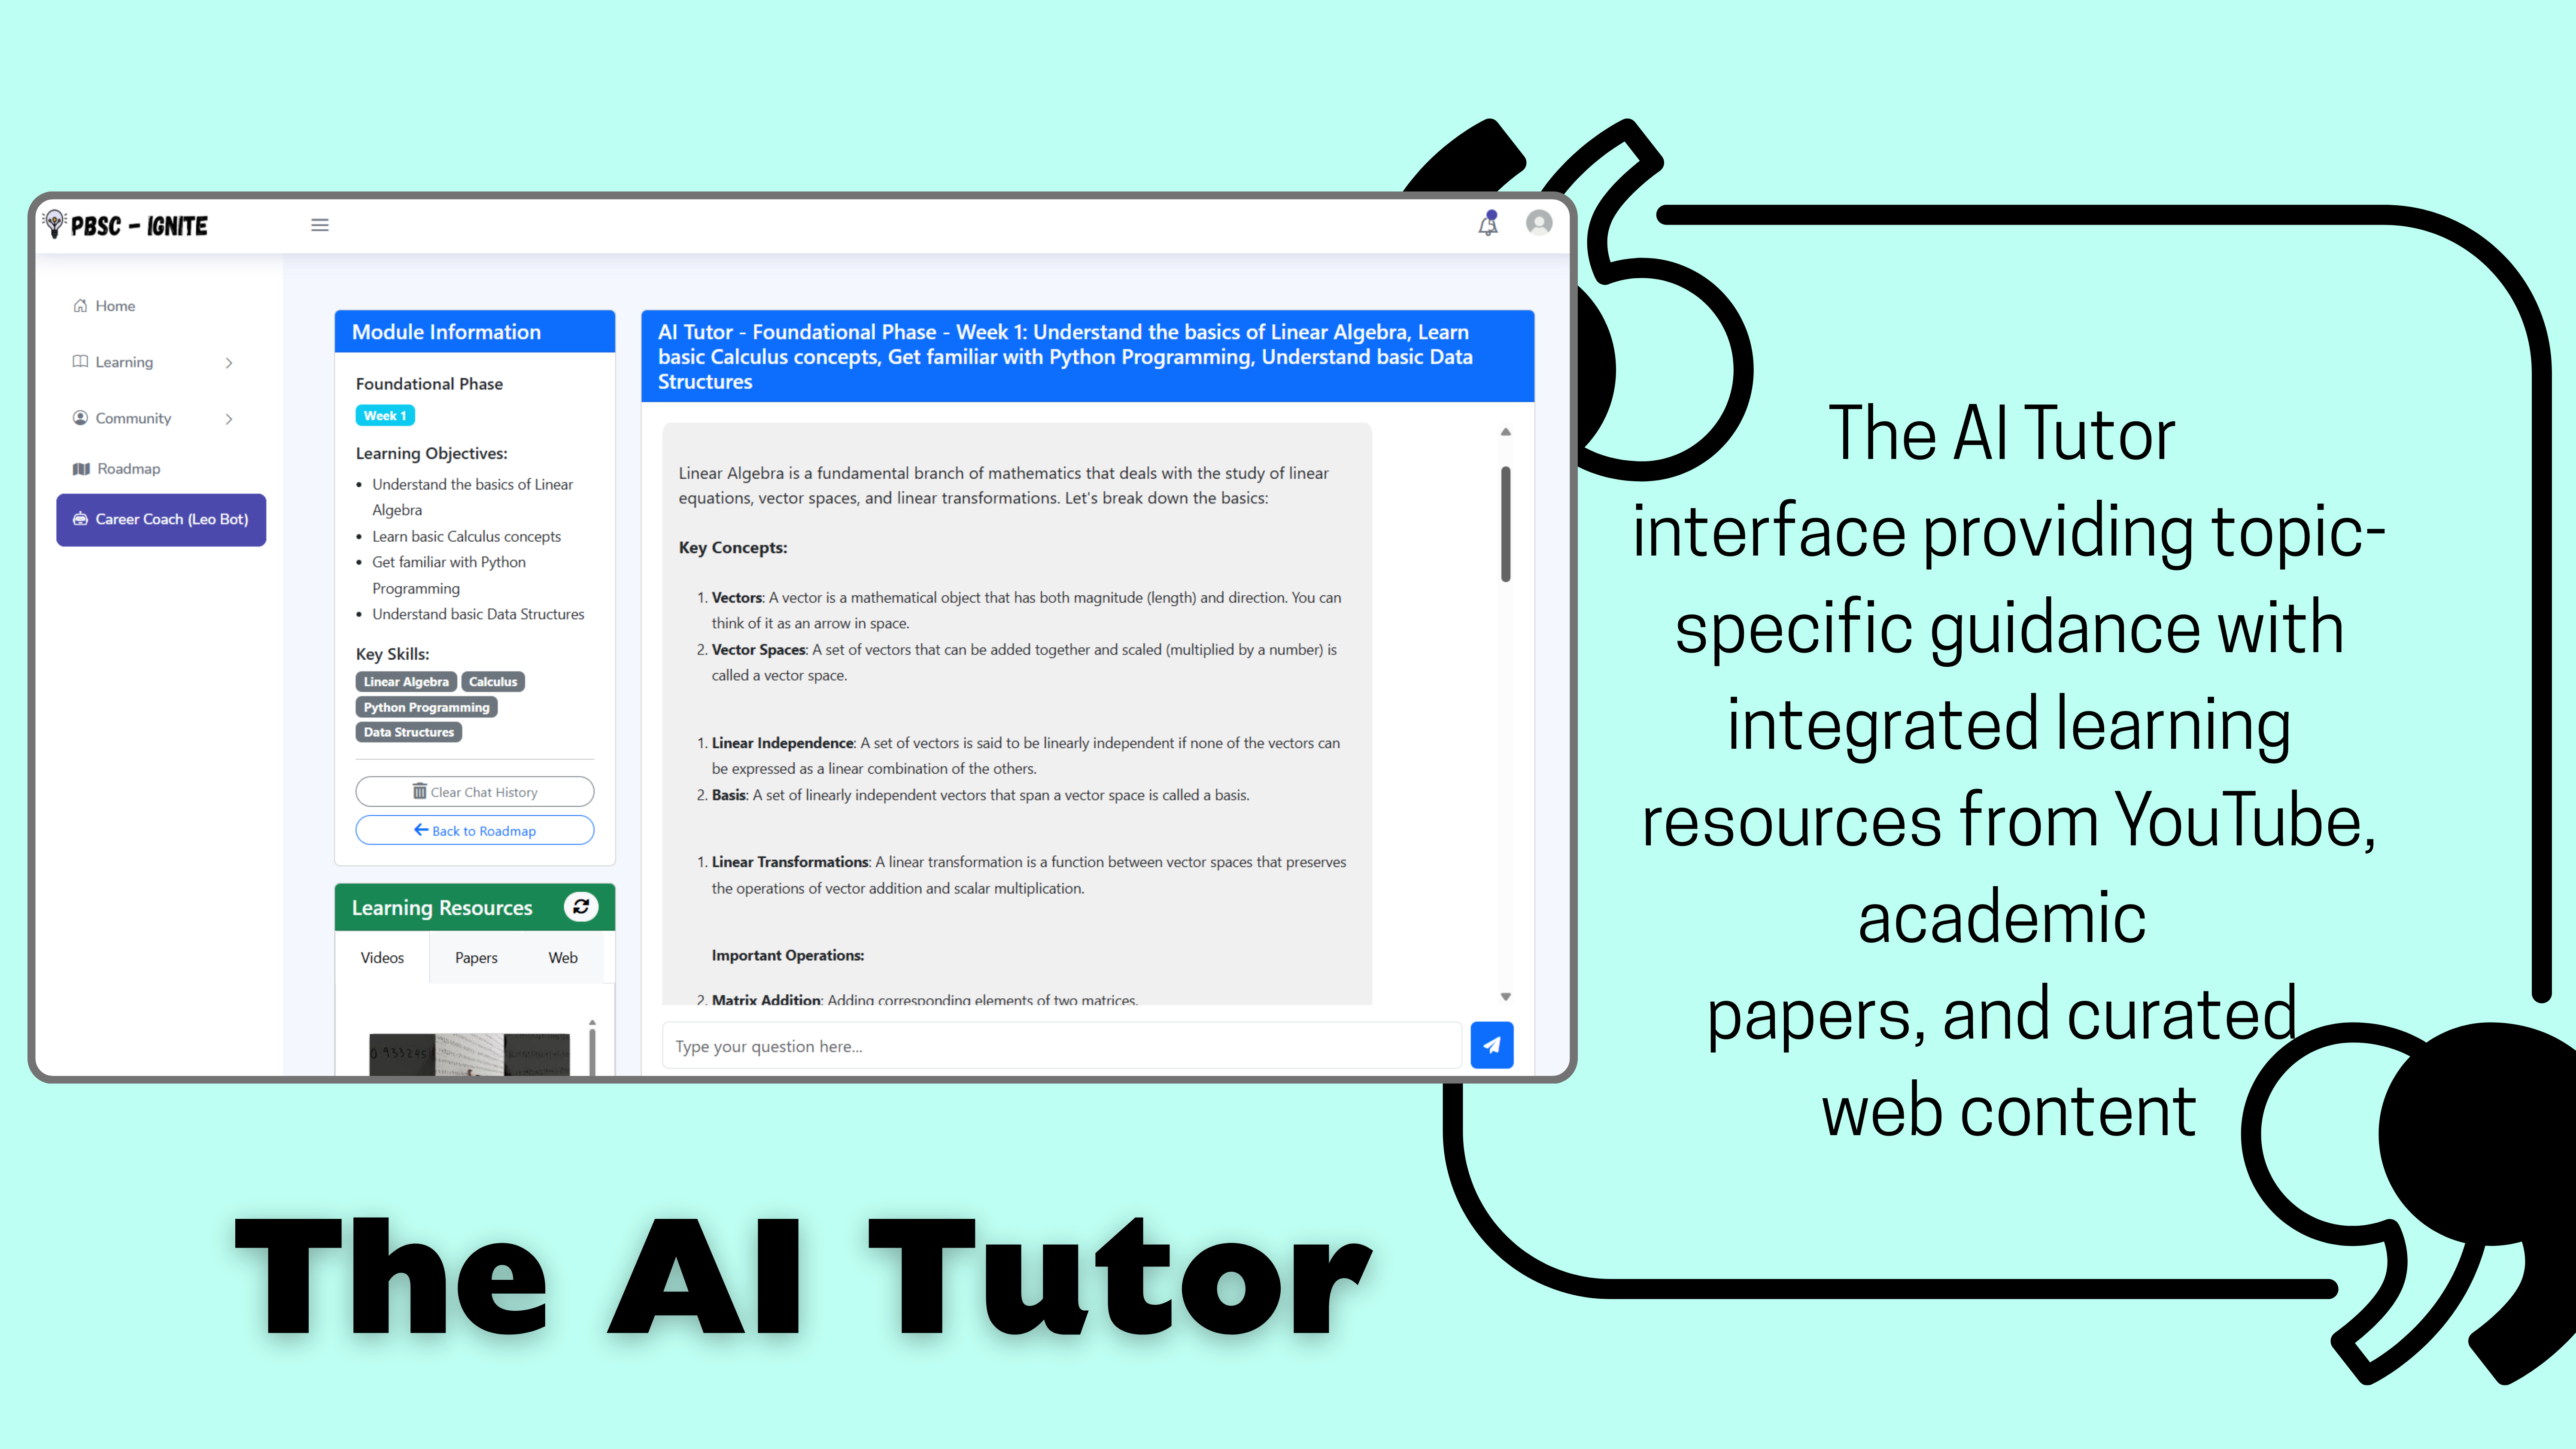 PBSC - IGNITE
Home
Learning
Community
Roadmap
Career Coach (Leo Bot)
Module Information
Foundational Phase
Week 1
Learning Objectives:
• Understand the basics of Linear
Algebra
• Learn basic Calculus concepts
• Get familiar with Python
Programming
• Understand basic Data Structures
Key Skills:
Linear Algebra Calculus
Python Programming
Data Structures
Clear Chat History
Back to Roadmap
Learning Resources
Videos Papers Web
AI Tutor - Foundational Phase - Week 1: Understand the basics of Linear Algebra, Learn
basic Calculus concepts, Get familiar with Python Programming, Understand basic Data
Structures
Linear Algebra is a fundamental branch of mathematics that deals with the study of linear
equations, vector spaces, and linear transformations. Let's break down the basics:
Key Concepts:
1. Vectors: A vector is a mathematical object that has both magnitude (length) and direction. You can
think of it as an arrow in space.
2. Vector Spaces: A set of vectors that can be added together and scaled (multiplied by a number) is
called a vector space.
1. Linear Independence: A set of vectors is said to be linearly independent if none of the vectors can
be expressed as a linear combination of the others.
2. Basis: A set of linearly independent vectors that span a vector space is called a basis.
1. Linear Transformations: A linear transformation is a function between vector spaces that preserves
the operations of vector addition and scalar multiplication.
Important Operations:
2. Matrix Addition: Adding corresponding elements of two matrices.
Type your question here...
The AI Tutor
interface providing topic-
specific guidance with
integrated learning
resources from YouTube,
academic
papers, and curated
web content
The AI Tutor